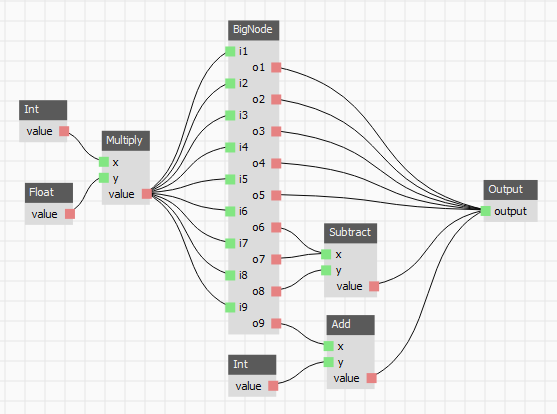 BigNode
i1
o1
i2
o2
i3
o3
i4
o4
i5
o5
i6
o6
i7
o7
i8
o8
i9
o9
Int
value
Multiply
x
y
value
Float
value
Subtract
x
y
value
Add
x
y
value
Int
value
Output
output